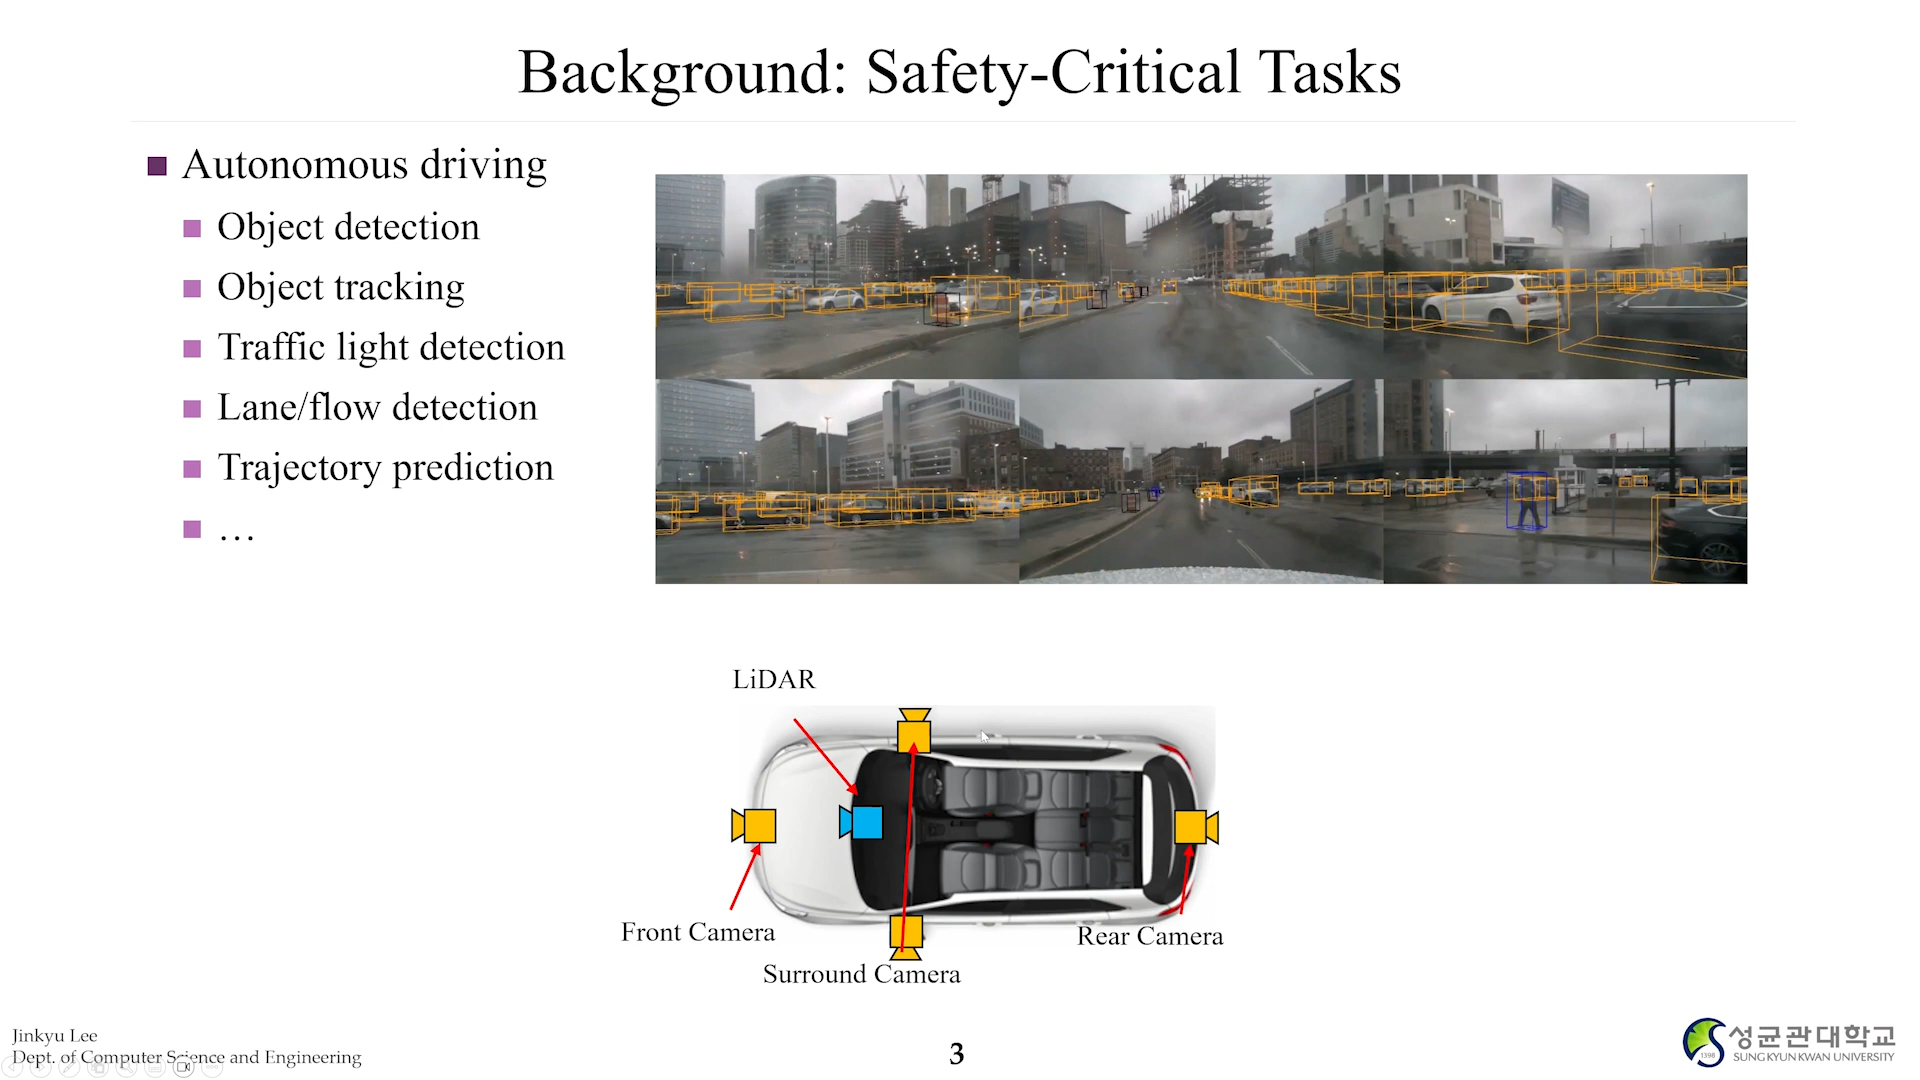 Background: Safety-Critical Tasks
Autonomous driving
Object detection
Object tracking
Traffic light detection
Lane/flow detection
Trajectory prediction
…
LiDAR
Front Camera
Surround Camera
Rear Camera
Jinkyu Lee
Dept. of Computer Science and Engineering
3
1398
성균관대학교
SUNG KYUN KWAN UNIVERSITY